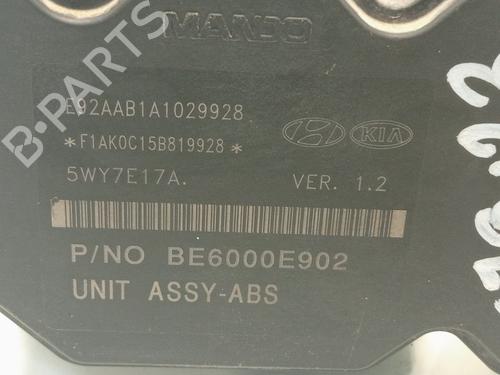 MANDO
E92AAB1A1029928
*F1AK0C15B819928*
KIA
5WY7E17A. VER. 1.2
P/NO BE6000E902
UNIT ASSY-ABS
B-PARTS